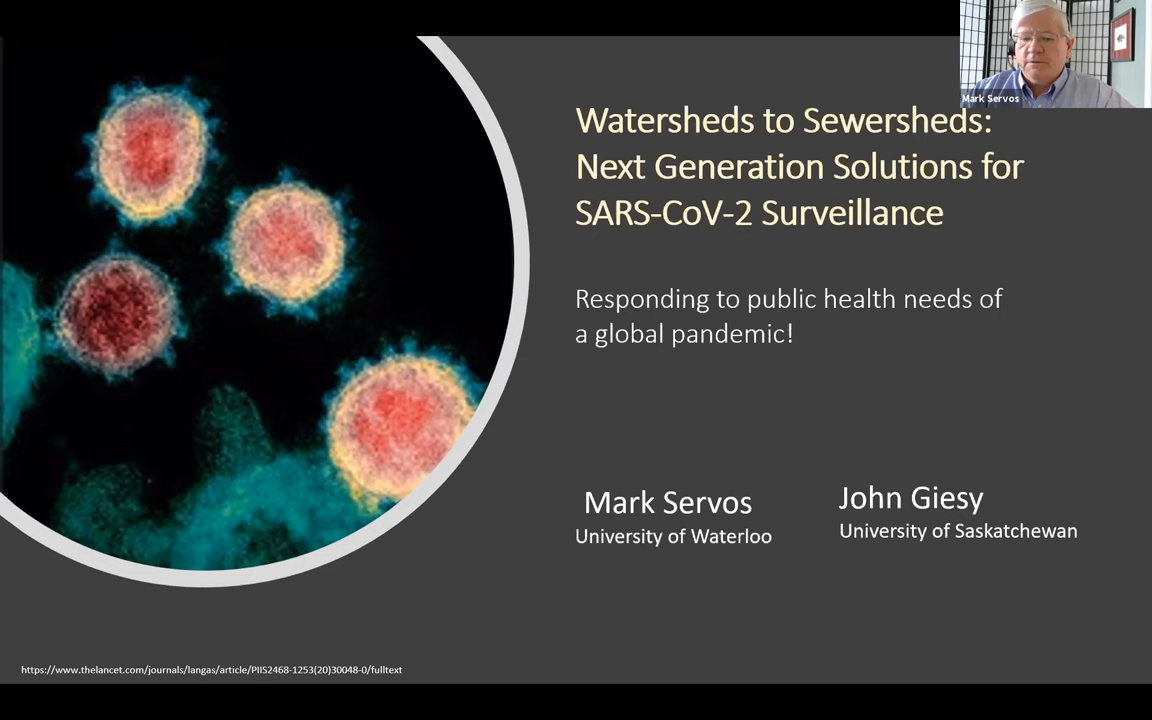 Mark Servos
Watersheds to Sewersheds:
Next Generation Solutions for
SARS-CoV-2 Surveillance
Responding to public health needs of
a global pandemic!
Mark Servos
University of Waterloo
John Giesy
University of Saskatchewan
https://www.thelancet.com/journals/langas/article/PIIS2468-1253(20)30048-0/fulltext